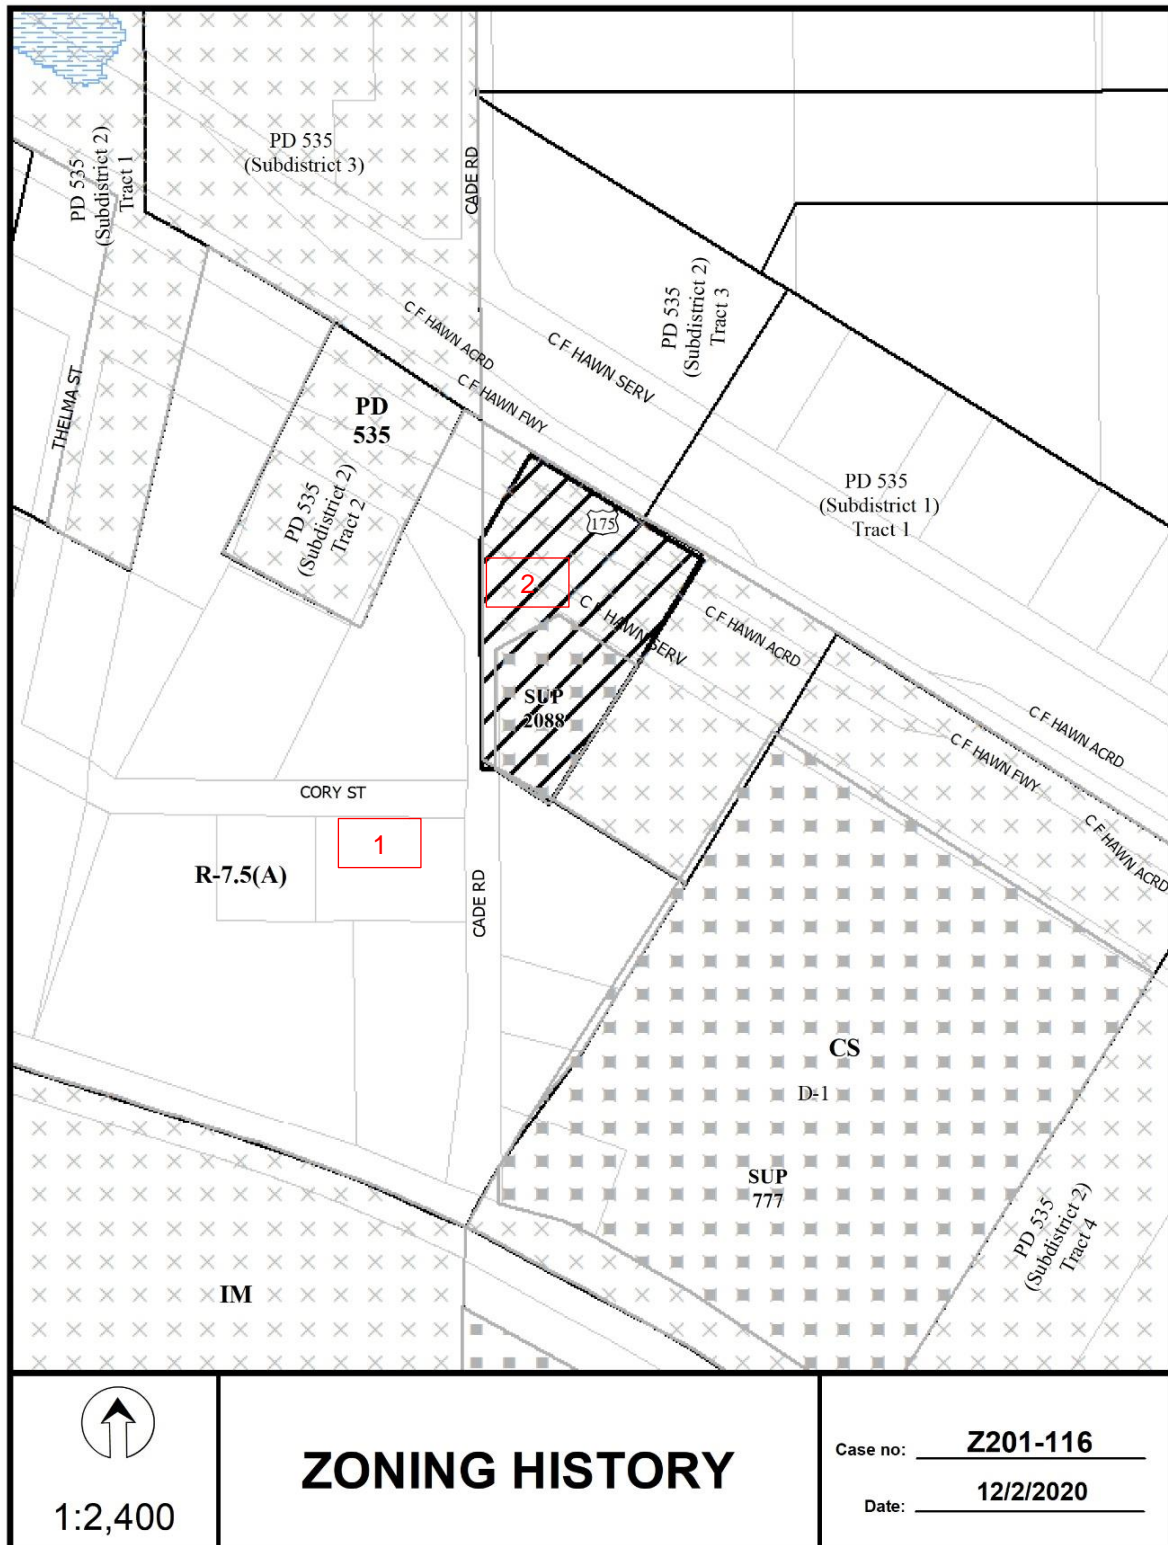 PD 535
(Subdistrict 3)
PD 535
(Subdistrict 2)
Tract 1
CADE RD
PD 535
(Subdistrict 2)
Tract 3
C F HAWN ACRD
C F HAWN SERV
C F HAWN FWY
THELMA ST
PD
535
PD 535
(Subdistrict 2)
Tract 2
PD 535
(Subdistrict 1)
Tract 1
175
2
C F HAWN SERV
C F HAWN ACRD
SUP
2088
C F HAWN ACRD
C F HAWN FWY
C F HAWN ACRD
CORY ST
1
R-7.5(A)
CADE RD
CS
D-1
SUP
777
PD 535
(Subdistrict 2)
Tract 4
IM
1:2,400
ZONING HISTORY
Case no: Z201-116
Date: 12/2/2020